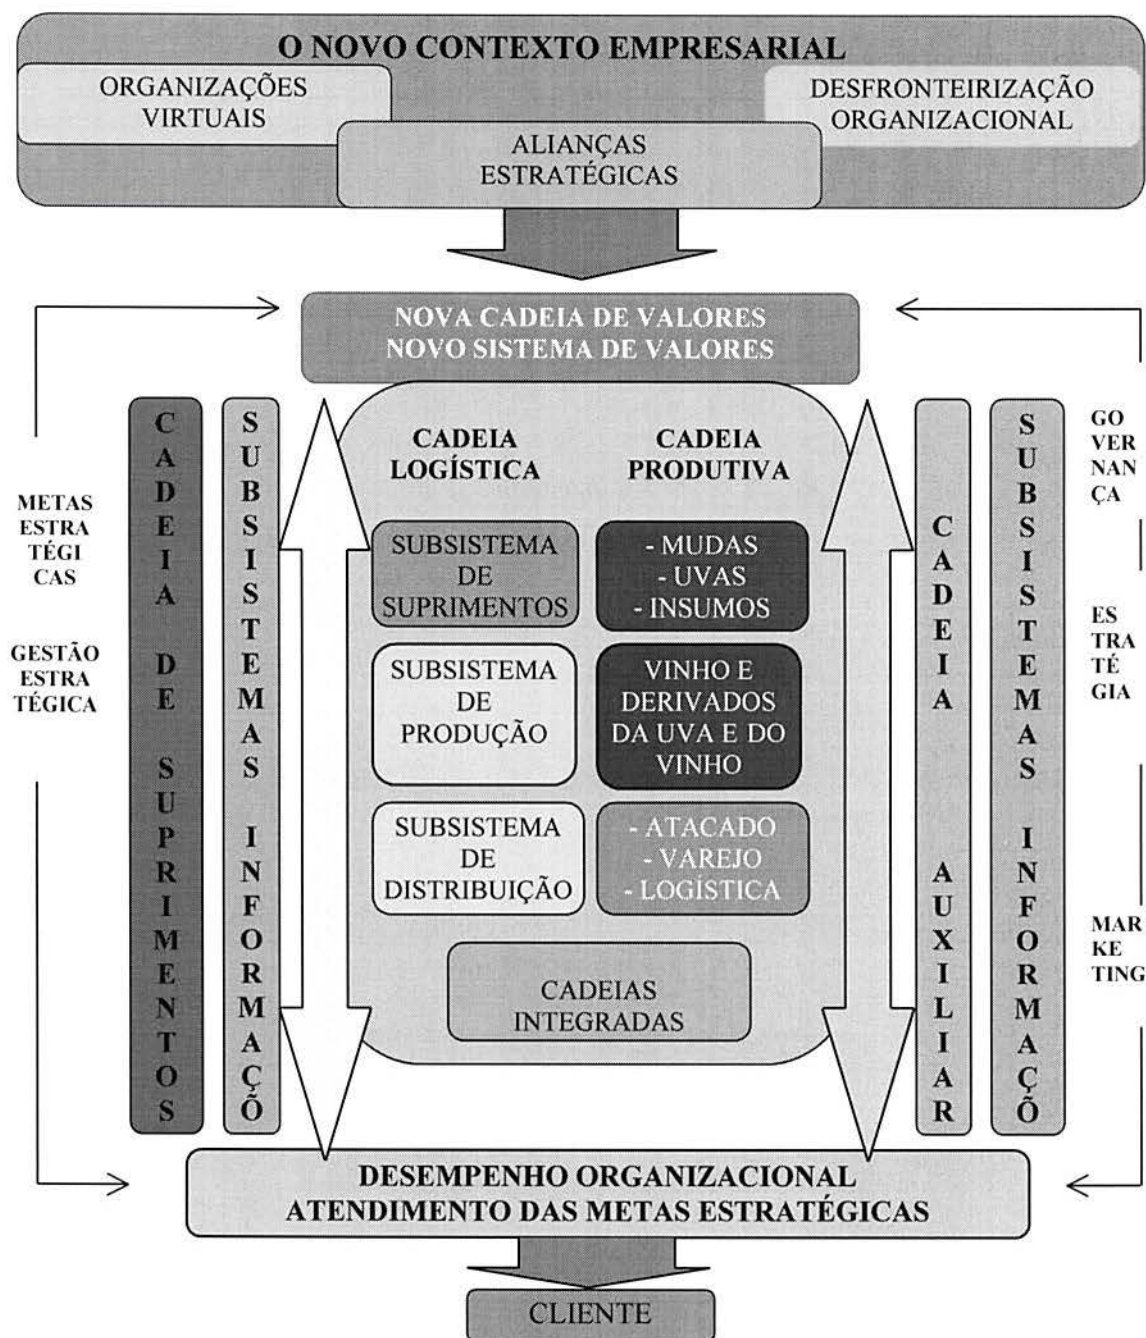 O NOVO CONTEXTO EMPRESARIAL
ORGANIZAÇÕES
VIRTUAIS
DESFRONTEIRIZAÇÃO
ORGANIZACIONAL
ALIANÇAS
ESTRATÉGICAS
NOVA CADEIA DE VALORES
NOVO SISTEMA DE VALORES
METAS
ESTRA
TÉGI
CAS
GESTÃO
ESTRA
TÉGICA
CADEIA DE SUPRIMENTOS
SUBSISTEMAS INFORMAÇÕ
CADEIA
LOGÍSTICA
CADEIA
PRODUTIVA
SUBSISTEMA
DE
SUPRIMENTOS
- MUDAS
- UVAS
- INSUMOS
SUBSISTEMA
DE
PRODUÇÃO
VINHO E
DERIVADOS
DA UVA E DO
VINHO
SUBSISTEMA
DE
DISTRIBUIÇÃO
- ATACADO
- VAREJO
- LOGÍSTICA
CADEIAS
INTEGRADAS
CADEIA AUXILIAR
SUBSISTEMAS INFORMAÇÕ
GO
VER
NAN
ÇA
ES
TRA
TÉ
GIA
MAR
KE
TING
DESEMPENHO ORGANIZACIONAL
ATENDIMENTO DAS METAS ESTRATÉGICAS
CLIENTE